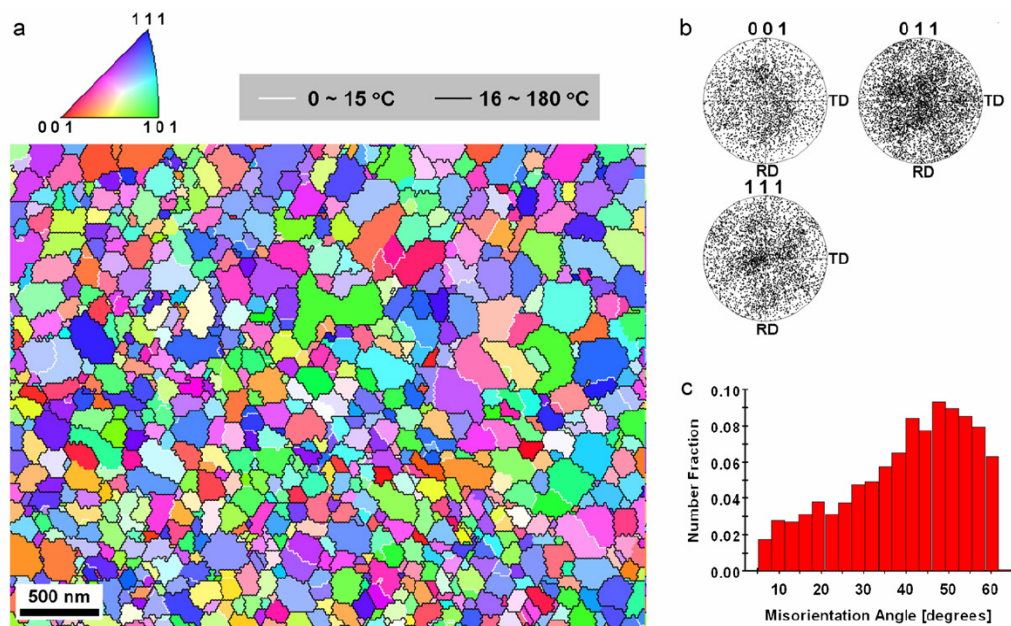 a
1 1 1
0 0 1
1 0 1
0 ~ 15 °C
16 ~ 180 °C
500 nm
b
0 0 1
TD
RD
0 1 1
TD
RD
1 1 1
TD
RD
c
0.10
0.08
0.06
0.04
0.02
0.00
Number Fraction
10 20 30 40 50 60
Misorientation Angle [degrees]